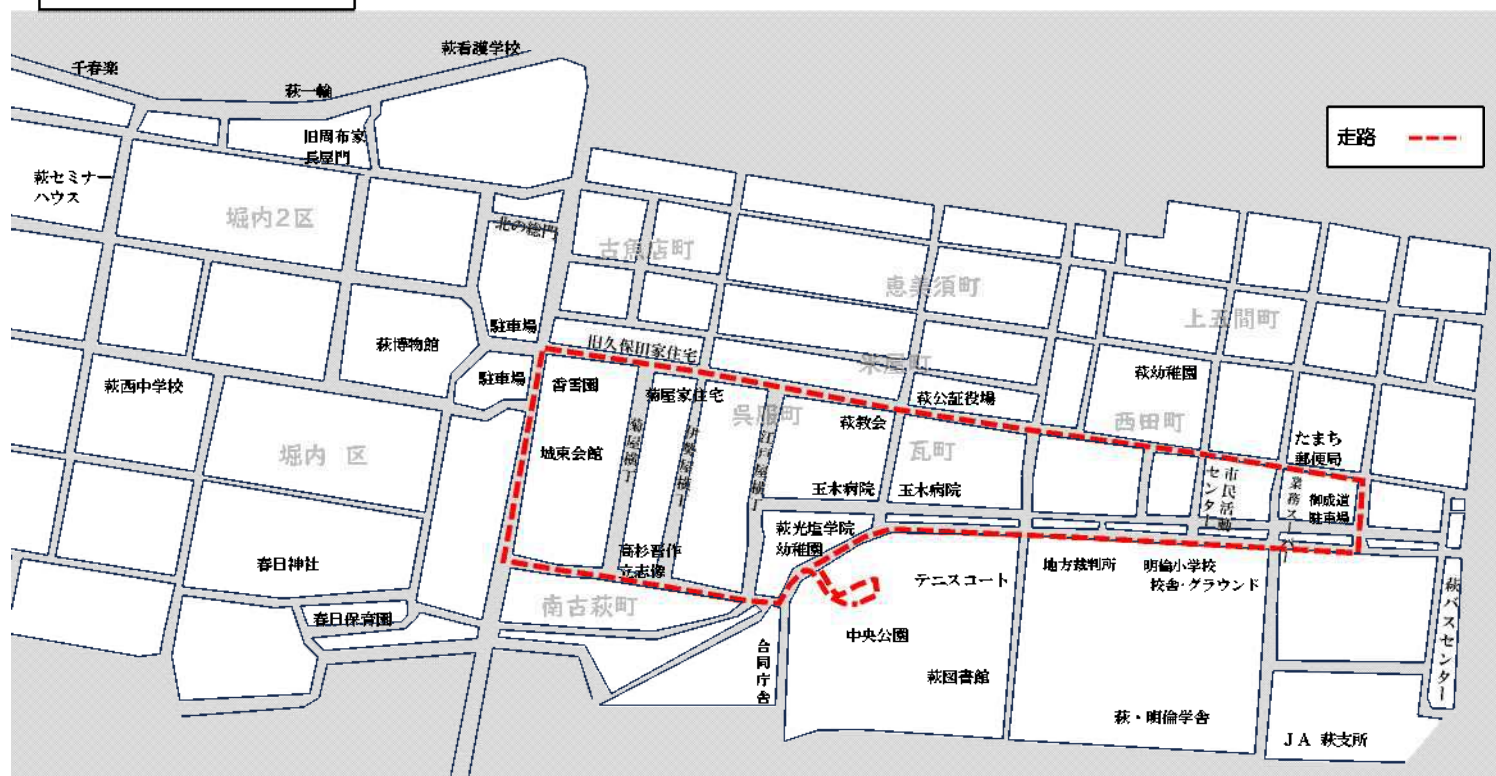 萩看護学校
千春楽
萩一輪
走路
旧周布家
長屋門
萩セミナー
ハウス
堀内2区
北の総門
古魚店町
恵美須町
上五間町
駐車場
旧久保田家住宅
萩博物館
米屋町
萩幼稚園
駐車場
香雪園
菊屋家住宅
萩公証役場
萩西中学校
呉服町
萩教会
西田町
菊屋横丁
伊勢屋横丁
江戸屋横丁
瓦町
たまち
郵便局
堀内 区
城東会館
玉木病院
玉木病院
市民活動
センター
業務スーパー
御成道
駐車場
萩光塩学院
幼稚園
高杉晋作
立志像
春日神社
テニスコート
地方裁判所
明倫小学校
校舎・グラウンド
南古萩町
春日保育園
中央公園
合同庁舎
萩図書館
萩バスセンター
萩・明倫学舎
JA 萩支所